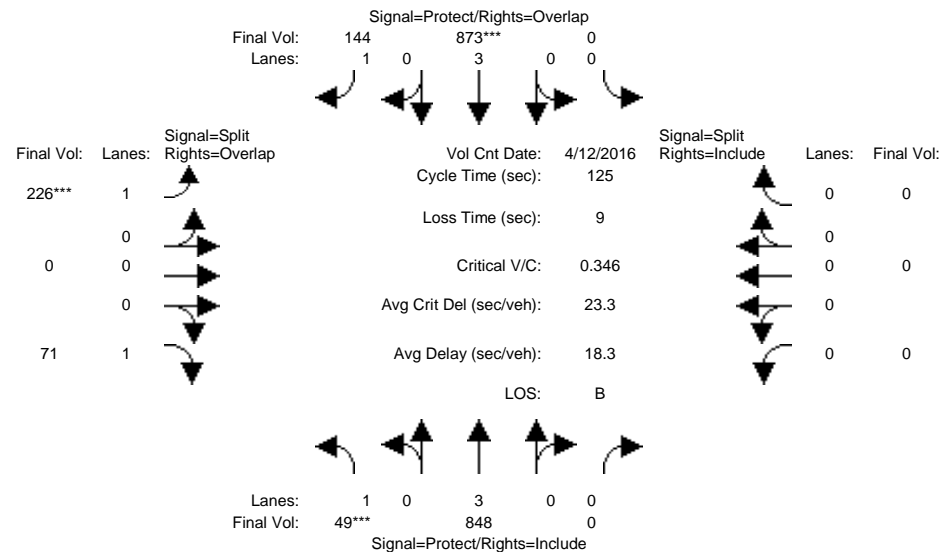 Signal=Protect/Rights=Overlap
Final Vol: 144 873*** 0
Lanes: 1 0 3 0 0
Signal=Split Signal=Split
Final Vol: Lanes: Rights=Overlap Vol Cnt Date: 4/12/2016 Rights=Include Lanes: Final Vol:
Cycle Time (sec): 125
226*** 1 0 0
Loss Time (sec): 9
0 0
0 0 Critical V/C: 0.346 0 0
0 Avg Crit Del (sec/veh): 23.3 0
71 1 Avg Delay (sec/veh): 18.3 0 0
LOS: B
Lanes: 1 0 3 0 0
Final Vol: 49*** 848 0
Signal=Protect/Rights=Include